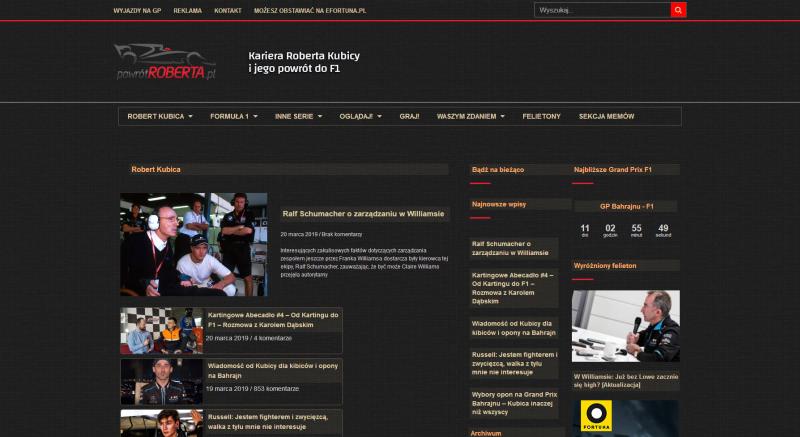 WYJAZDY NA GP REKLAMA KONTAKT MOŻESZ OBSTAWIAĆ NA EFORTUNA.PL
Wyszukaj...
powrótROBERTA.pl
Kariera Roberta Kubicy
i jego powrót do F1
ROBERT KUBICA FORMUŁA 1 INNE SERIE OGLĄDAJ! GRAJ! WASZYM ZDANIEM FELIETONY SEKCJA MEMÓW
Robert Kubica
Ralf Schumacher o zarządzaniu w Williamsie
20 marca 2019 / Brak komentarzy
Interesujących zakulisowych faktów dotyczących zarządzania
zespołem jeszcze przez Franka Williamsa dostarcza były kierowca tej
ekipy, Ralf Schumacher, zauważając, że być może Claire Williams
przejęła autorytarny
Kartingowe Abecadło #4 – Od Kartingu do
F1 – Rozmowa z Karolem Dąbskim
20 marca 2019 / 4 komentarze
Wiadomość od Kubicy dla kibiców i opony
na Bahrajn
19 marca 2019 / 853 komentarze
Russell: Jestem fighterem i zwycięzcą,
walka z tyłu mnie nie interesuje
Bądź na bieżąco
Najnowsze wpisy
Ralf Schumacher o
zarządzaniu w Williamsie
Kartingowe Abecadło #4 –
Od Kartingu do F1 –
Rozmowa z Karolem
Dąbskim
Wiadomość od Kubicy dla
kibiców i opony na Bahrajn
Russell: Jestem fighterem i
zwycięzcą, walka z tyłu
mnie nie interesuje
Wybory opon na Grand Prix
Bahrajnu – Kubica inaczej
niż wszyscy
Archiwum
Najbliższe Grand Prix F1
GP Bahrajnu - F1
11 02 55 49
dni godzin minut sekund
Wyróżniony felieton
W Williamsie: Już bez Lowe zacznie
się high? [Aktualizacja]
FORTUNA